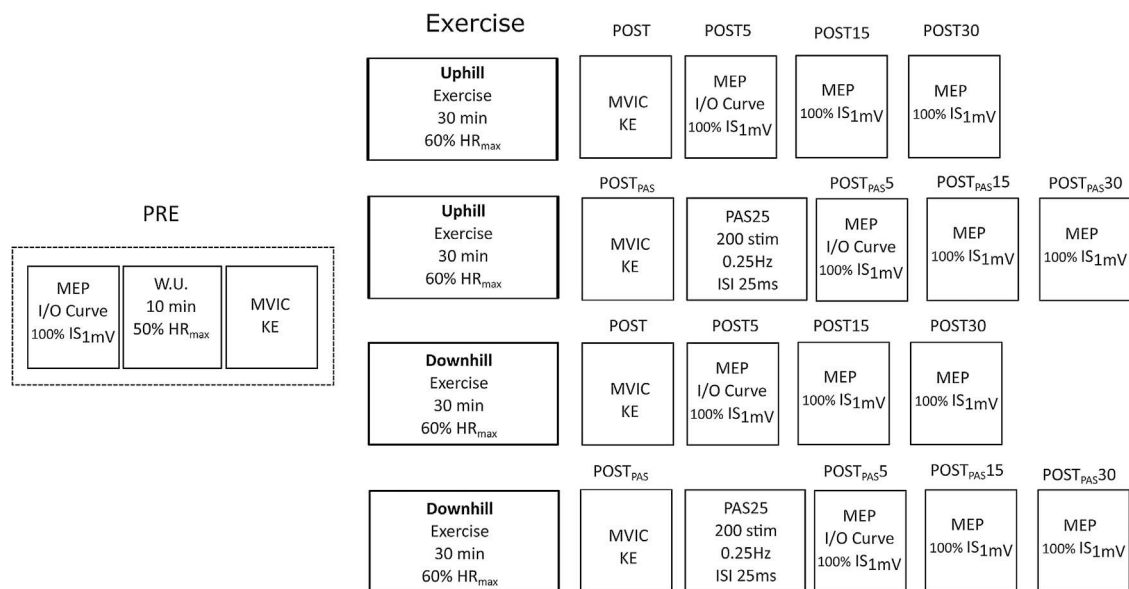 Exercise
POST POST5 POST15 POST30
Uphill
Exercise
30 min
60% HRmax
MVIC
KE
MEP
I/O Curve
100% IS1mV
MEP
100% IS1mV
MEP
100% IS1mV
POSTPAS POSTPAS5 POSTPAS15 POSTPAS30
Uphill
Exercise
30 min
60% HRmax
MVIC
KE
PAS25
200 stim
0.25Hz
ISI 25ms
MEP
I/O Curve
100% IS1mV
MEP
100% IS1mV
MEP
100% IS1mV
PRE
MEP
I/O Curve
100% IS1mV
W.U.
10 min
50% HRmax
MVIC
KE
POST POST5 POST15 POST30
Downhill
Exercise
30 min
60% HRmax
MVIC
KE
MEP
I/O Curve
100% IS1mV
MEP
100% IS1mV
MEP
100% IS1mV
POSTPAS POSTPAS5 POSTPAS15 POSTPAS30
Downhill
Exercise
30 min
60% HRmax
MVIC
KE
PAS25
200 stim
0.25Hz
ISI 25ms
MEP
I/O Curve
100% IS1mV
MEP
100% IS1mV
MEP
100% IS1mV